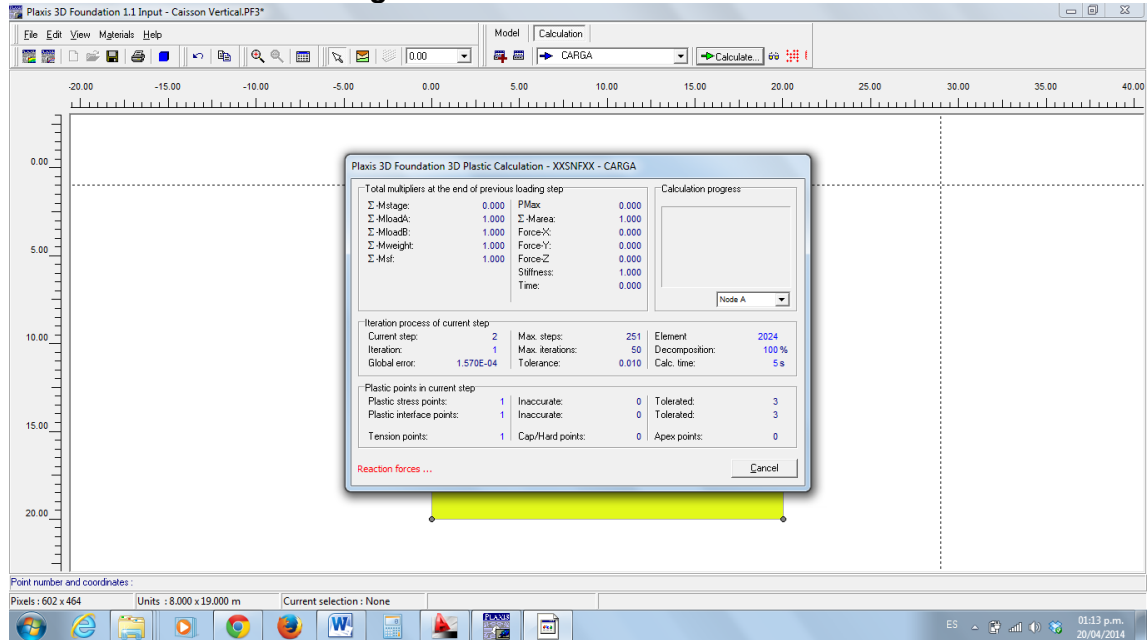 Plaxis 3D Foundation 1.1 Input - Caisson Vertical.PF3*
File Edit View Materials Help
Model Calculation
0.00 CARGA Calculate...
-20.00 -15.00 -10.00 -5.00 0.00 5.00 10.00 15.00 20.00 25.00 30.00 35.00 40.00
0.00
5.00
10.00
15.00
20.00
Plaxis 3D Foundation 3D Plastic Calculation - XXSNFXX - CARGA
Total multipliers at the end of previous loading step Calculation progress
Σ -Mstage: 0.000 PMax 0.000
Σ -MloadA: 1.000 Σ -Marea: 1.000
Σ -MloadB: 1.000 Force-X: 0.000
Σ -Mweight: 1.000 Force-Y: 0.000
Σ -Msf: 1.000 Force-Z 0.000
Stiffness: 1.000
Time: 0.000
Node A
Iteration process of current step
Current step: 2 Max. steps: 251 Element 2024
Iteration: 1 Max. iterations: 50 Decomposition: 100 %
Global error: 1.570E-04 Tolerance: 0.010 Calc. time: 5 s
Plastic points in current step
Plastic stress points: 1 Inaccurate: 0 Tolerated: 3
Plastic interface points: 1 Inaccurate: 0 Tolerated: 3
Tension points: 1 Cap/Hard points: 0 Apex points: 0
Reaction forces ... Cancel
Point number and coordinates :
Pixels : 602 x 464 Units : 8.000 x 19.000 m Current selection : None
ES 01:13 p.m.
20/04/2014